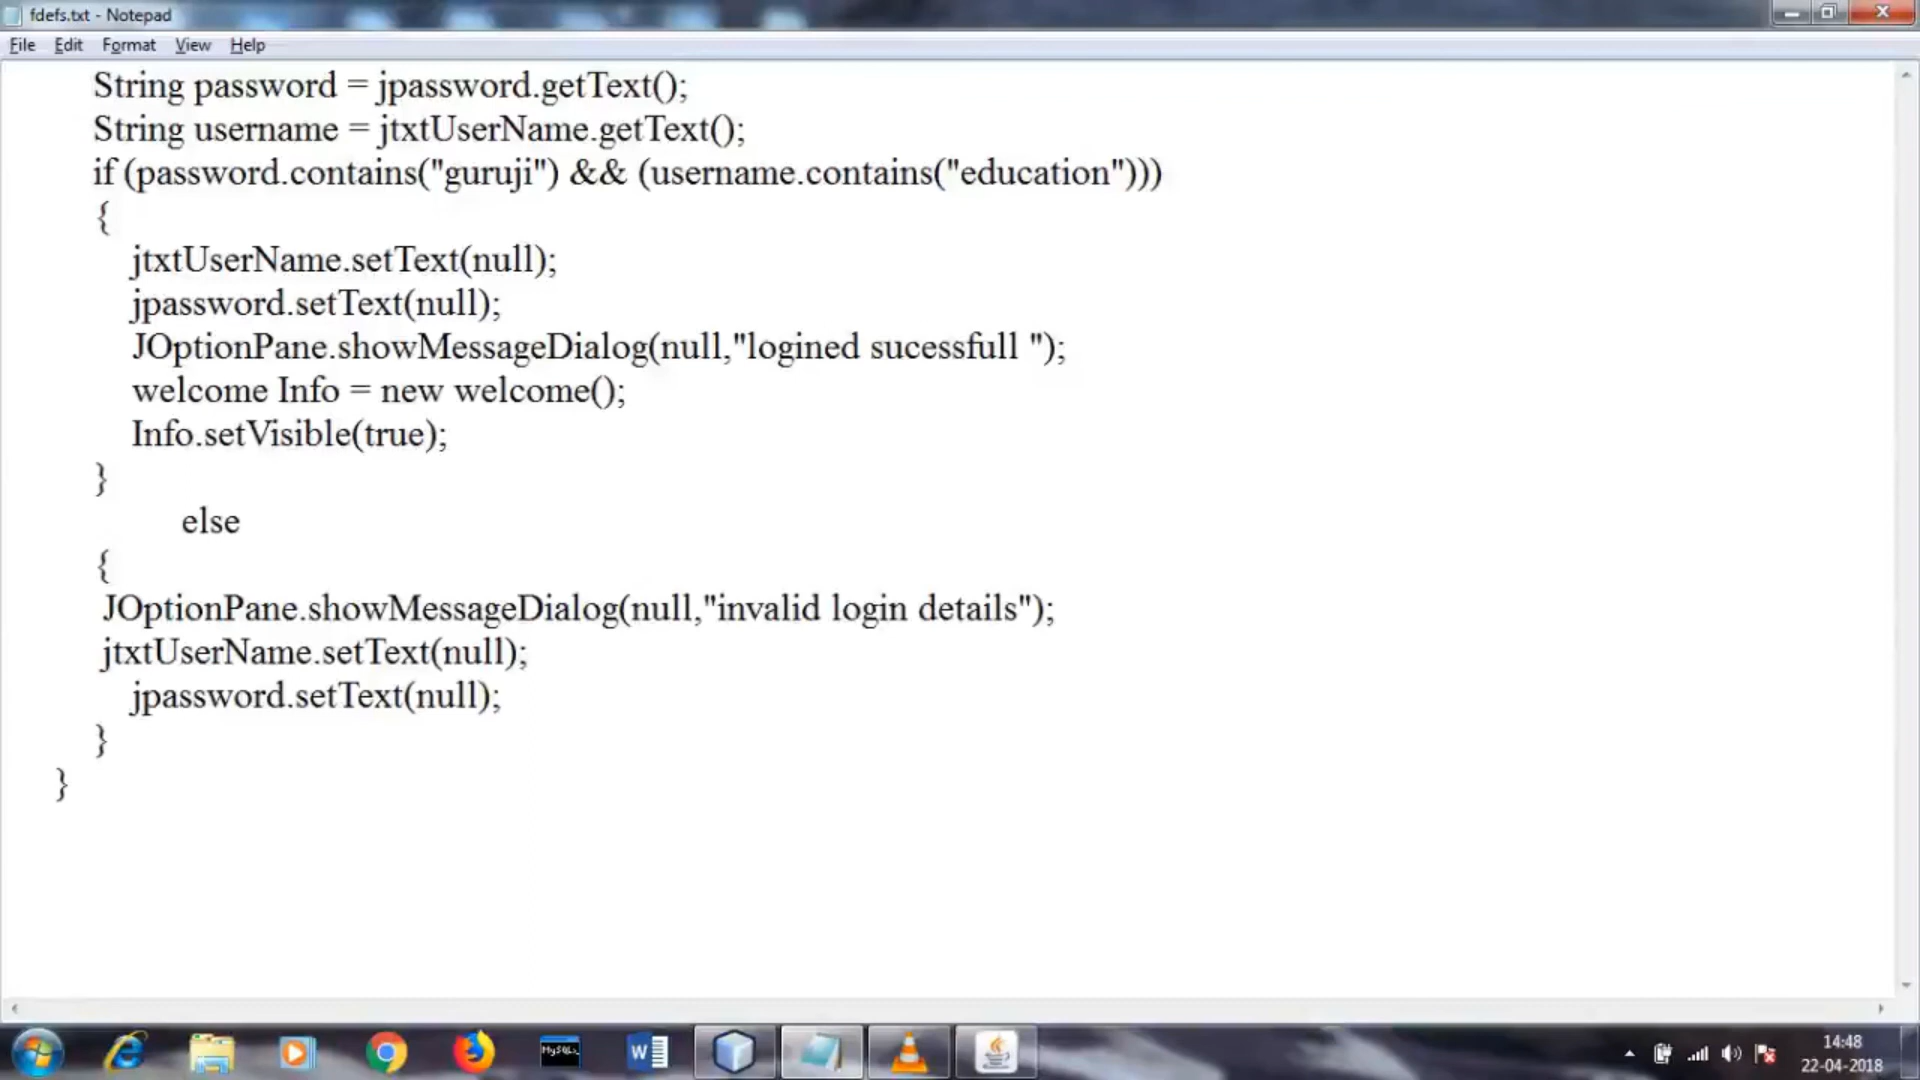 fdefs.txt - Notepad
File Edit Format View Help
String password = jpassword.getText();
String username = jtxtUserName.getText();
if (password.contains("guruji") && (username.contains("education")))
{
jtxtUserName.setText(null);
jpassword.setText(null);
JOptionPane.showMessageDialog(null,"logined sucessfull ");
welcome Info = new welcome();
Info.setVisible(true);
}
else
{
JOptionPane.showMessageDialog(null,"invalid login details");
jtxtUserName.setText(null);
jpassword.setText(null);
}
}
MySQL
W
14:48
22-04-2018